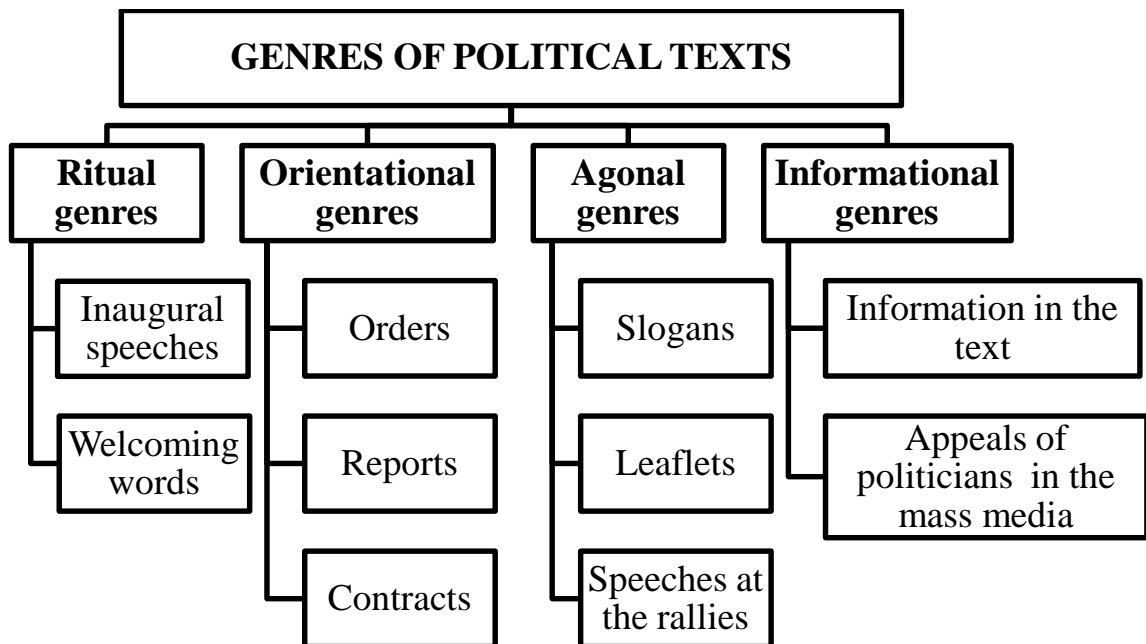 GENRES OF POLITICAL TEXTS
Ritual
genres
Inaugural
speeches
Welcoming
words
Orientational
genres
Orders
Reports
Contracts
Agonal
genres
Slogans
Leaflets
Speeches at
the rallies
Informational
genres
Information in the
text
Appeals of
politicians in the
mass media